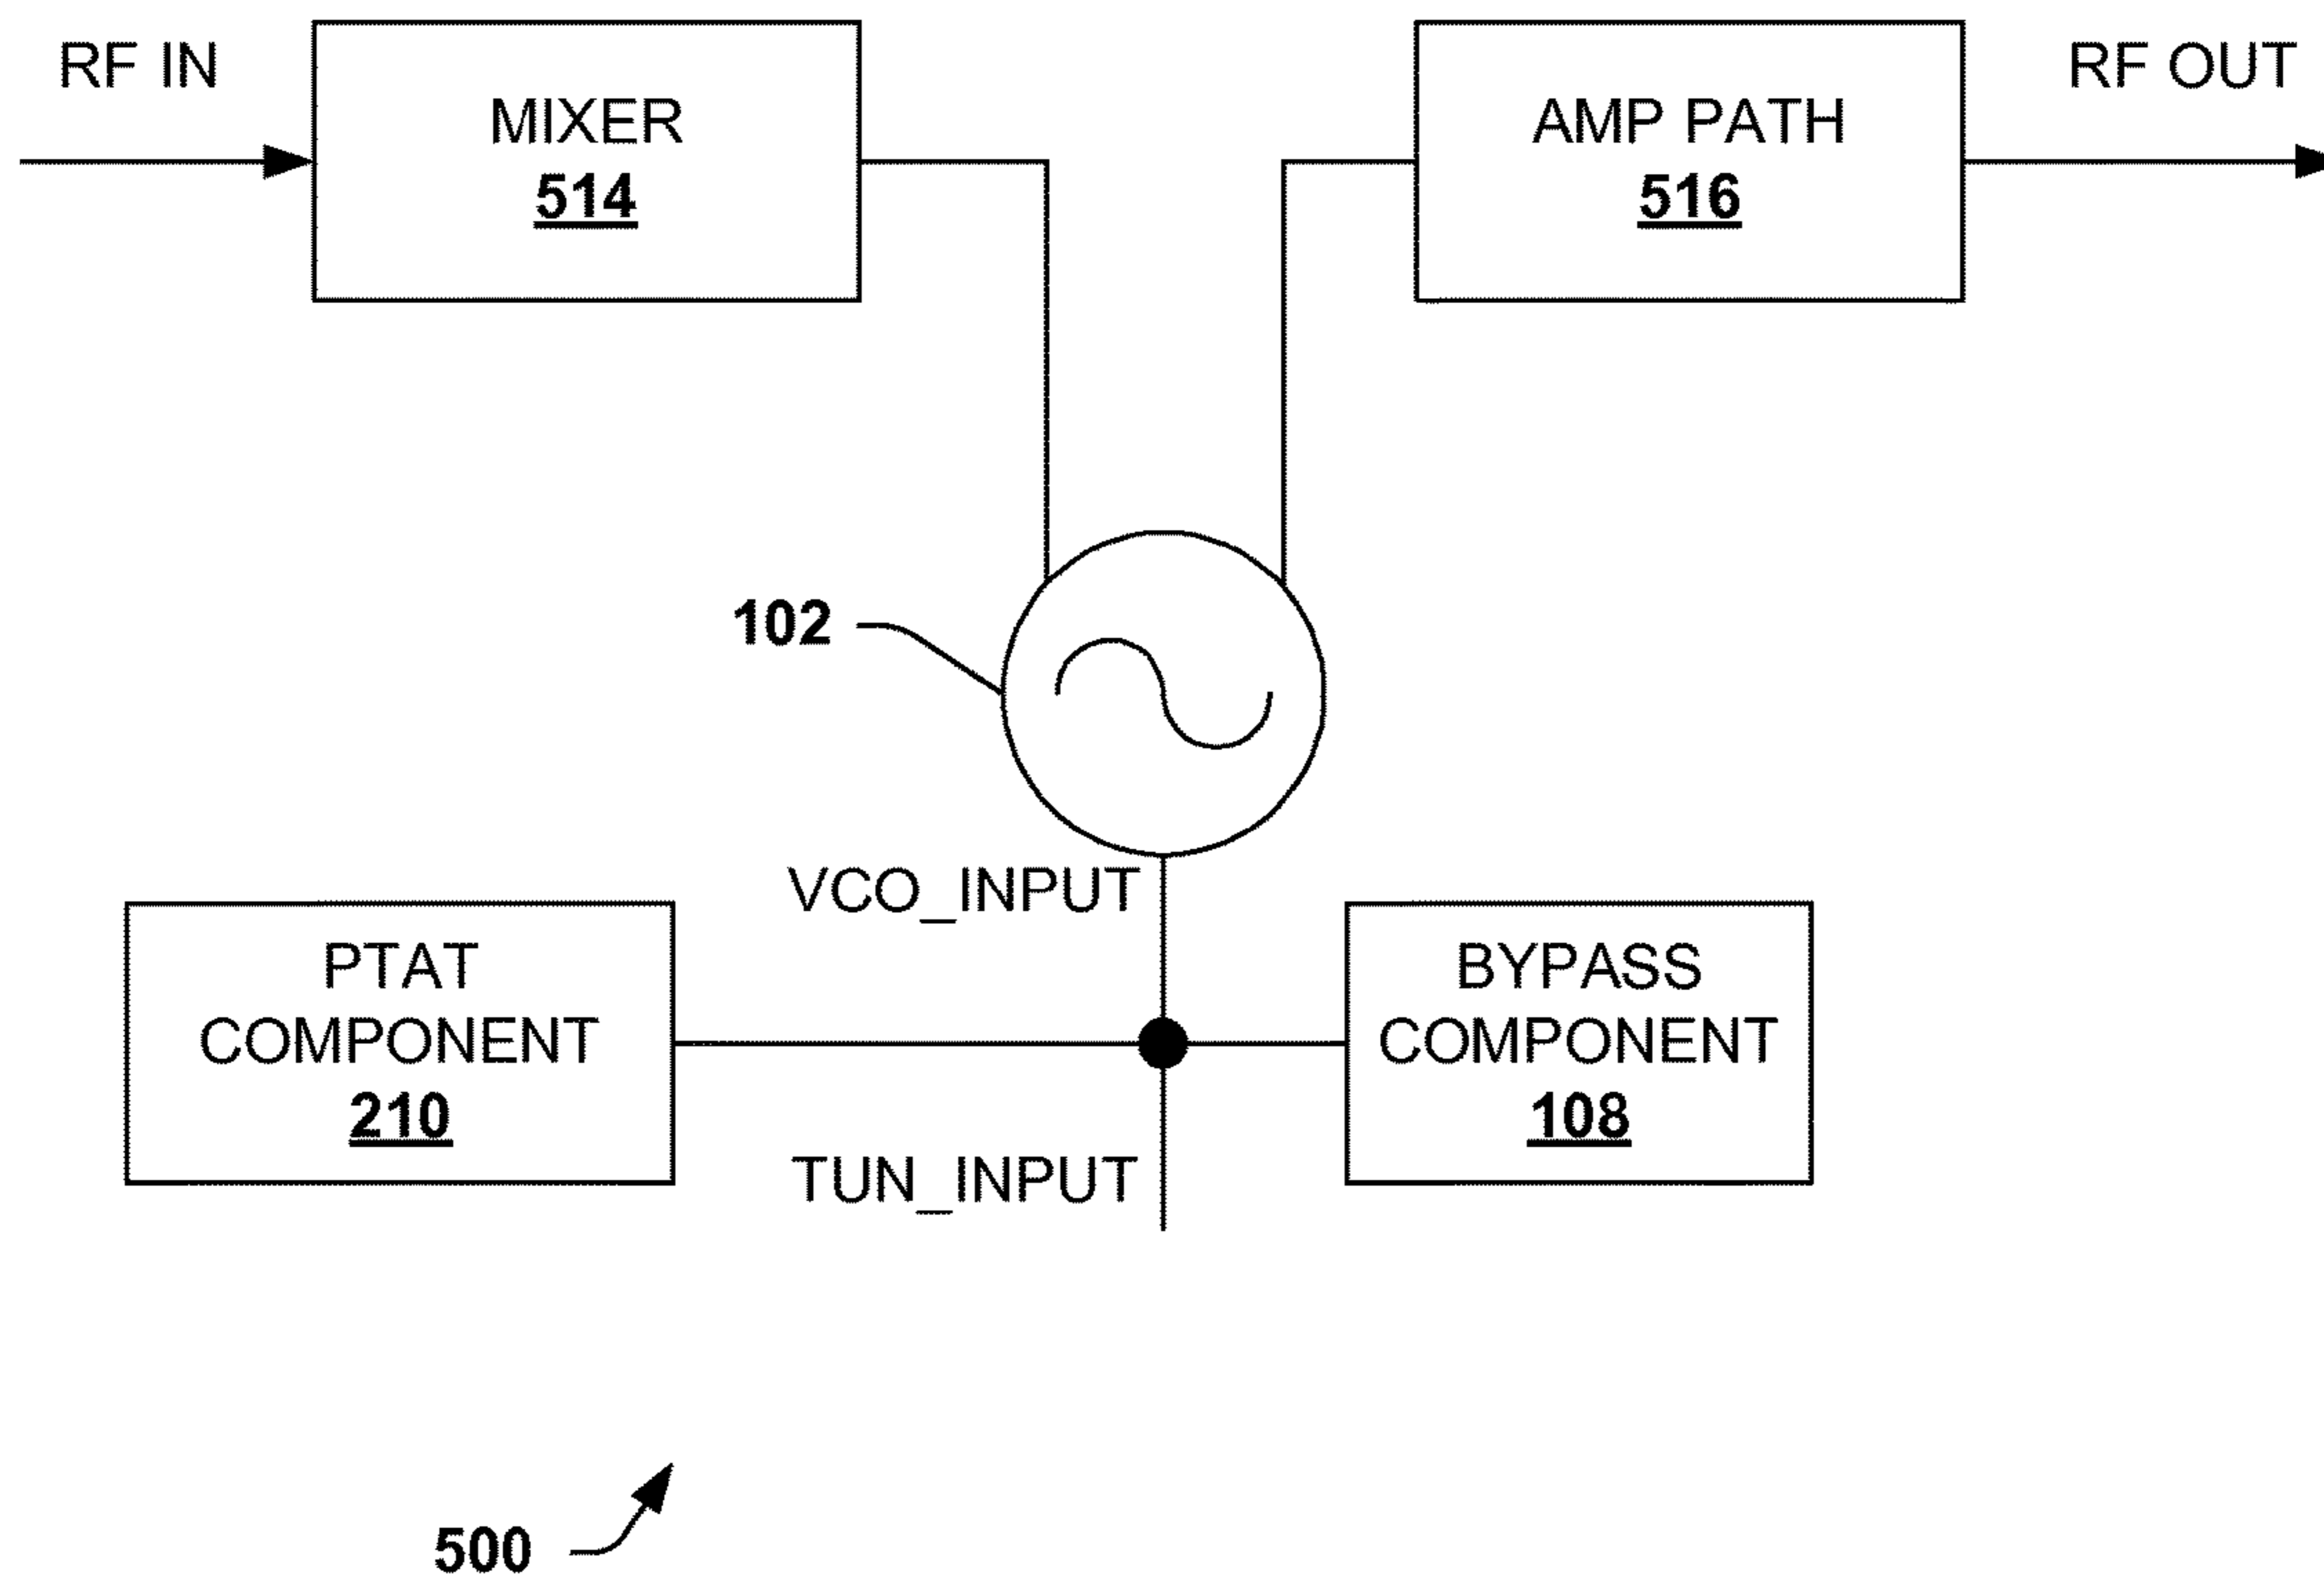 RF IN
MIXER
514
AMP PATH
516
RF OUT
102
VCO_INPUT
PTAT
COMPONENT
210
BYPASS
COMPONENT
108
TUN_INPUT
500